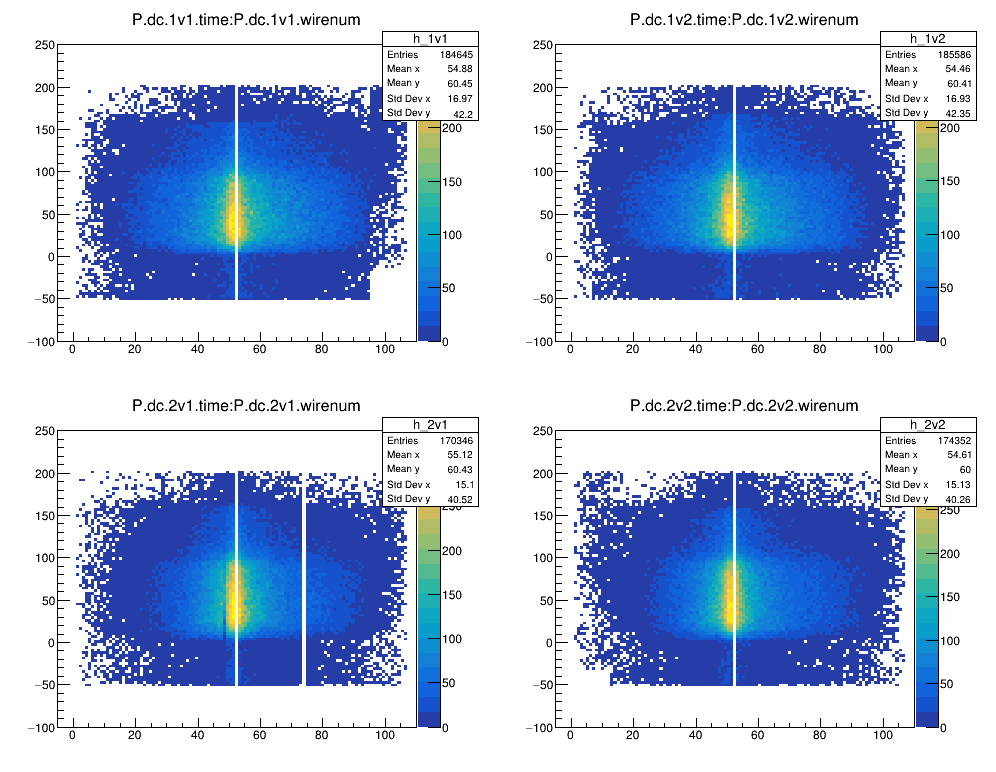 P.dc.1v1.time:P.dc.1v1.wirenum
h_1v1
Entries 184645
Mean x 54.88
Mean y 60.45
Std Dev x 16.97
Std Dev y 42.2
250
200
150
100
50
0
−50
−100
0 20 40 60 80 100
200
150
100
50
0
P.dc.1v2.time:P.dc.1v2.wirenum
h_1v2
Entries 185586
Mean x 54.46
Mean y 60.41
Std Dev x 16.93
Std Dev y 42.35
250
200
150
100
50
0
−50
−100
0 20 40 60 80 100
200
150
100
50
0
P.dc.2v1.time:P.dc.2v1.wirenum
h_2v1
Entries 170346
Mean x 55.12
Mean y 60.43
Std Dev x 15.1
Std Dev y 40.52
250
200
150
100
50
0
−50
−100
0 20 40 60 80 100
250
200
150
100
50
0
P.dc.2v2.time:P.dc.2v2.wirenum
h_2v2
Entries 174352
Mean x 54.61
Mean y 60
Std Dev x 15.13
Std Dev y 40.26
250
200
150
100
50
0
−50
−100
0 20 40 60 80 100
250
200
150
100
50
0